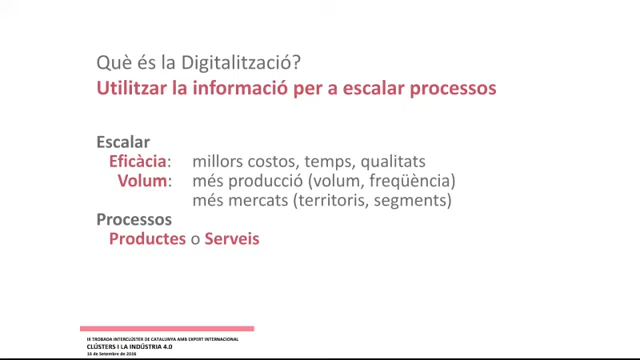 Què és la Digitalització?
Utilitzar la informació per a escalar processos
Escalar
Eficàcia: millors costos, temps, qualitats
Volum: més producció (volum, freqüència)
més mercats (territoris, segments)
Processos
Productes o Serveis
IX TROBADA INTERCLÚSTER DE CATALUNYA AMB EXPERT INTERNACIONAL
CLÚSTERS I LA INDÚSTRIA 4.0
16 de Setembre de 2016